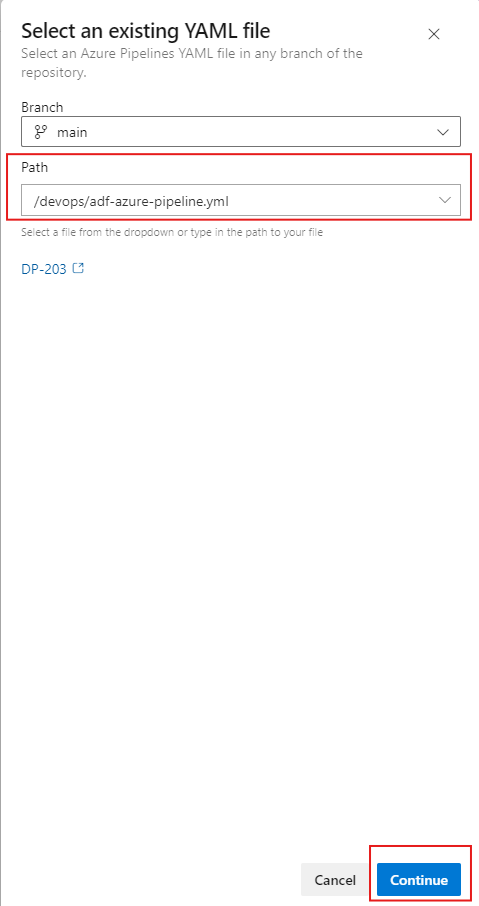 Select an existing YAML file
Select an Azure Pipelines YAML file in any branch of the
repository.
Branch
main
Path
/devops/adf-azure-pipeline.yml
Select a file from the dropdown or type in the path to your file
DP-203
Cancel
Continue